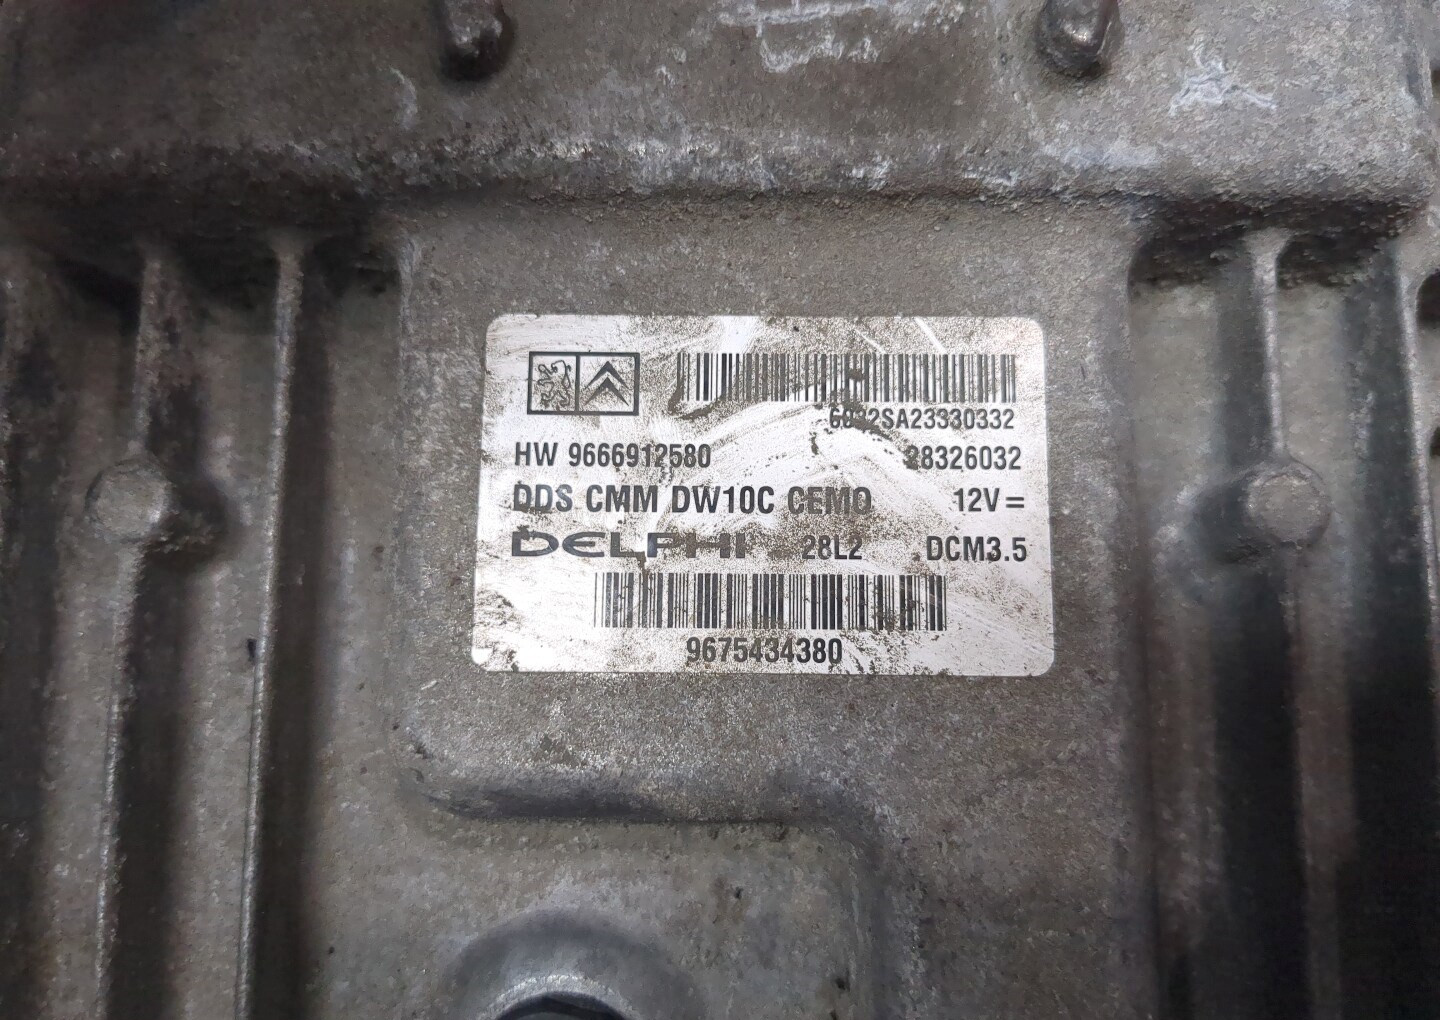 6032SA23330332
HW 9666912580 28326032
DDS CMM DW10C CEMO 12V=
DELPHI 28L2 DCM3.5
9675434380